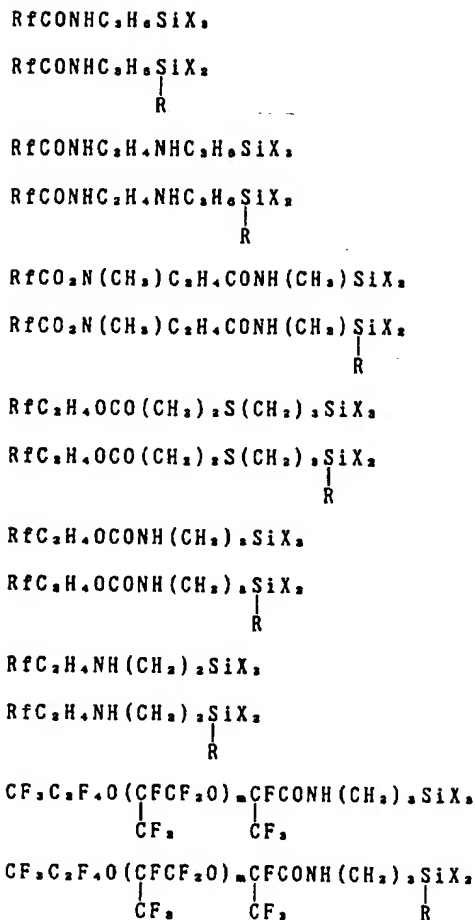 RfCONHC₃H₆SiX₃
RfCONHC₃H₆SiX₂
R
RfCONHC₂H₄NHC₃H₆SiX₃
RfCONHC₂H₄NHC₃H₆SiX₂
R
RfCO₂N(CH₃)C₂H₄CONH(CH₂)SiX₃
RfCO₂N(CH₃)C₂H₄CONH(CH₂)SiX₂
R
RfC₂H₄OCO(CH₂)₂S(CH₂)₃SiX₃
RfC₂H₄OCO(CH₂)₂S(CH₂)₃SiX₂
R
RfC₂H₄OCONH(CH₂)₃SiX₃
RfC₂H₄OCONH(CH₂)₃SiX₂
R
RfC₂H₄NH(CH₂)₂SiX₃
RfC₂H₄NH(CH₂)₂SiX₂
R
CF₃C₂F₄O(CFCF₂O)ₘCFCONH(CH₂)₃SiX₃
CF₃ CF₃
CF₃C₂F₄O(CFCF₂O)ₘCFCONH(CH₂)₃SiX₂
CF₃ CF₃ R